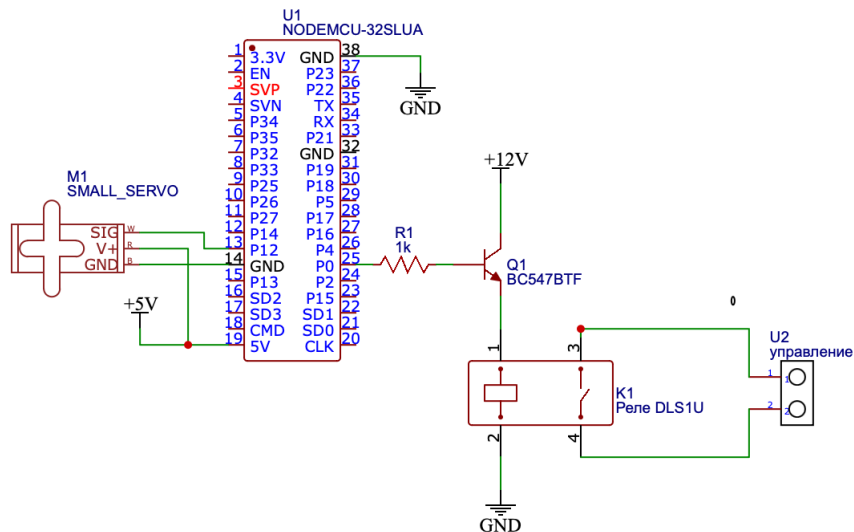 U1
NODEMCU-32SLUA
1 3.3V GND 38
2 EN P23 37
3 SVP P22 36
4 SVN TX 35
5 P34 RX 34
6 P35 P21 33
7 P32 GND 32
8 P33 P19 31
9 P25 P18 30
10 P26 P5 29
11 P27 P17 28
12 P14 P16 27
13 P12 P4 26
14 GND P0 25
15 P13 P2 24
16 SD2 P15 23
17 SD3 SD1 22
18 CMD SD0 21
19 5V CLK 20
GND
M1
SMALL_SERVO
SIG W
V+ R
GND B
+5V
+12V
R1
1k
Q1
BC547BTF
0
1
3
2
4
K1
Реле DLS1U
GND
U2
управление
1 1
2 2